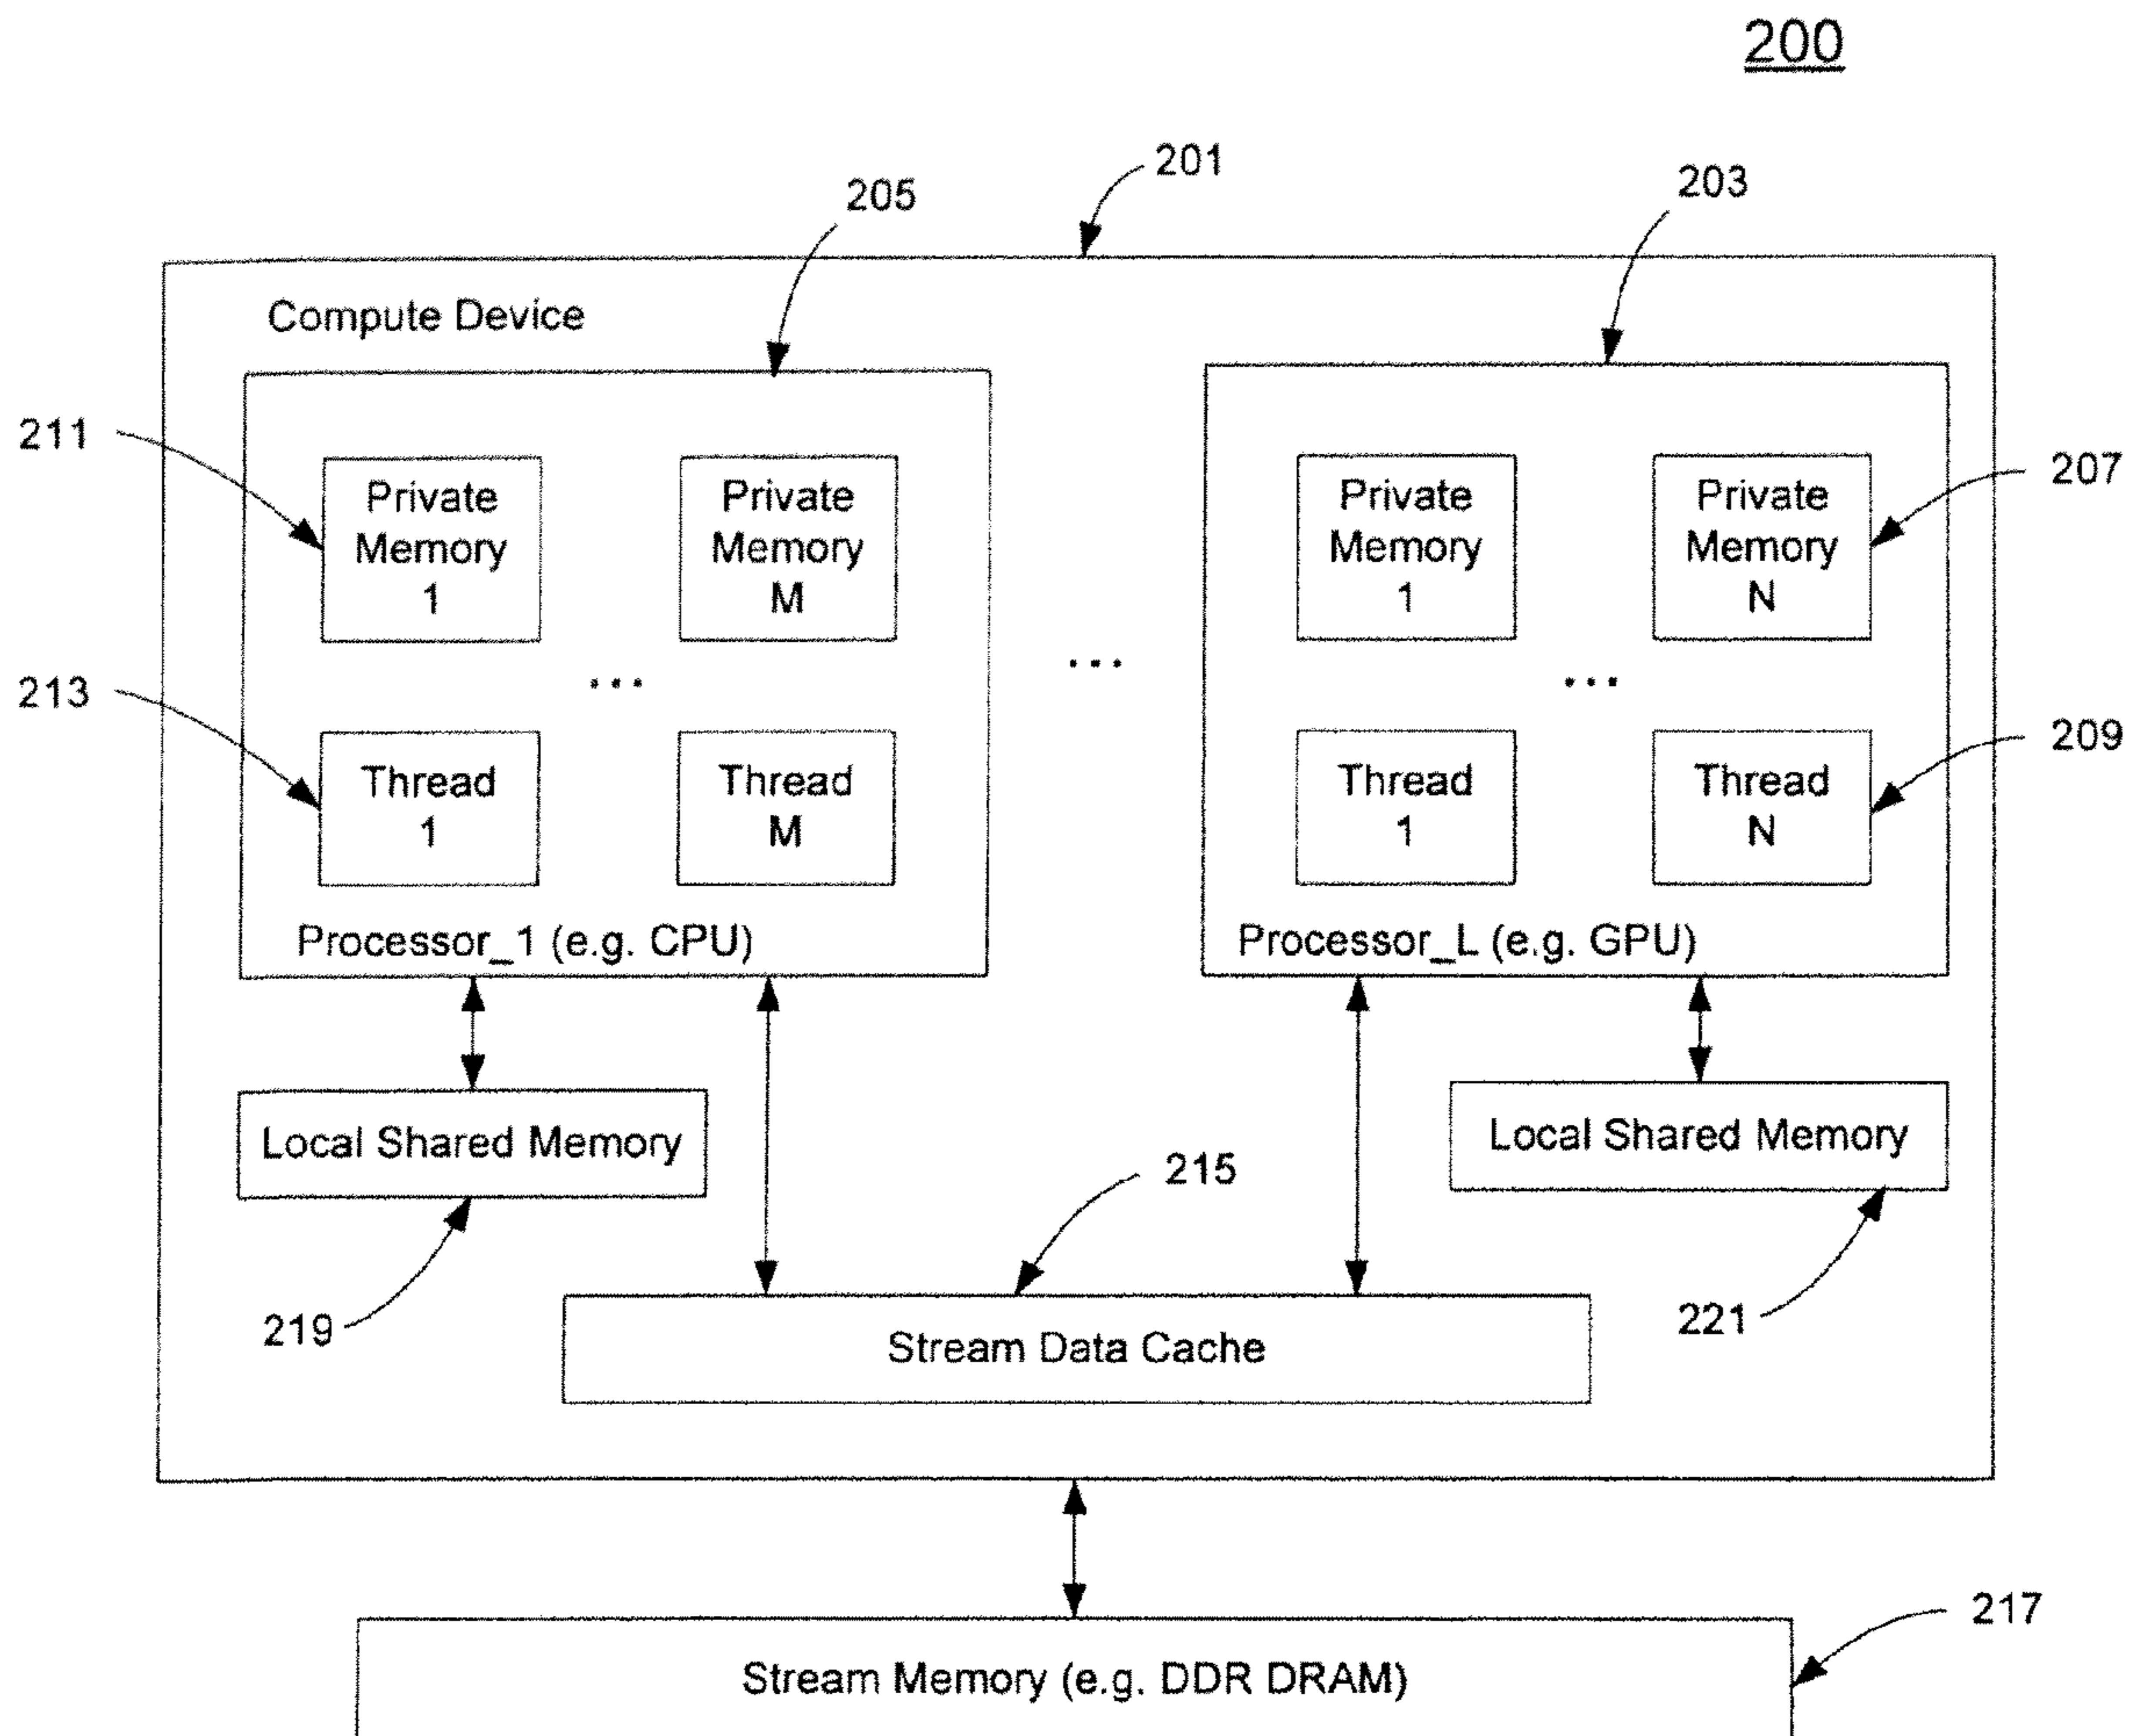 200
201
205
203
Compute Device
211
Private
Memory
1
Private
Memory
M
Private
Memory
1
Private
Memory
N
207
...
...
...
213
Thread
1
Thread
M
Thread
1
Thread
N
209
Processor_1 (e.g. CPU)
Processor_L (e.g. GPU)
Local Shared Memory
Local Shared Memory
215
219
221
Stream Data Cache
217
Stream Memory (e.g. DDR DRAM)